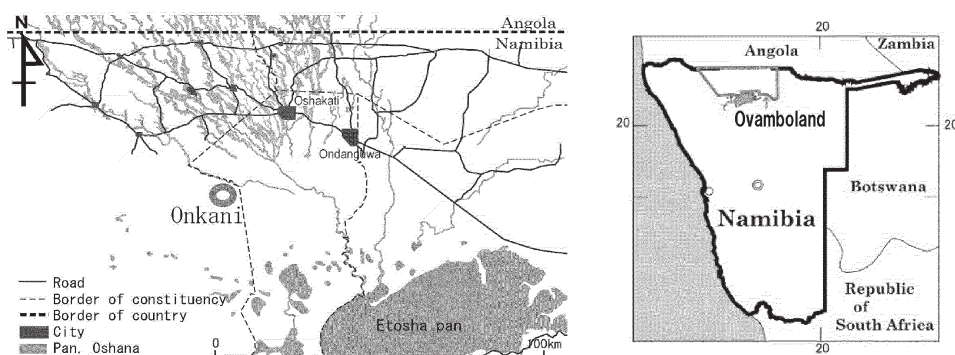 N
Angola
Namibia
Oshakati
Ondangwa
Onkani
Road
Border of constituency
Border of country
City
Pan, Oshana
Etosha pan
0
100km
20
Angola
Zambia
20
20
Ovamboland
Botswana
Namibia
Republic
of
South Africa
20